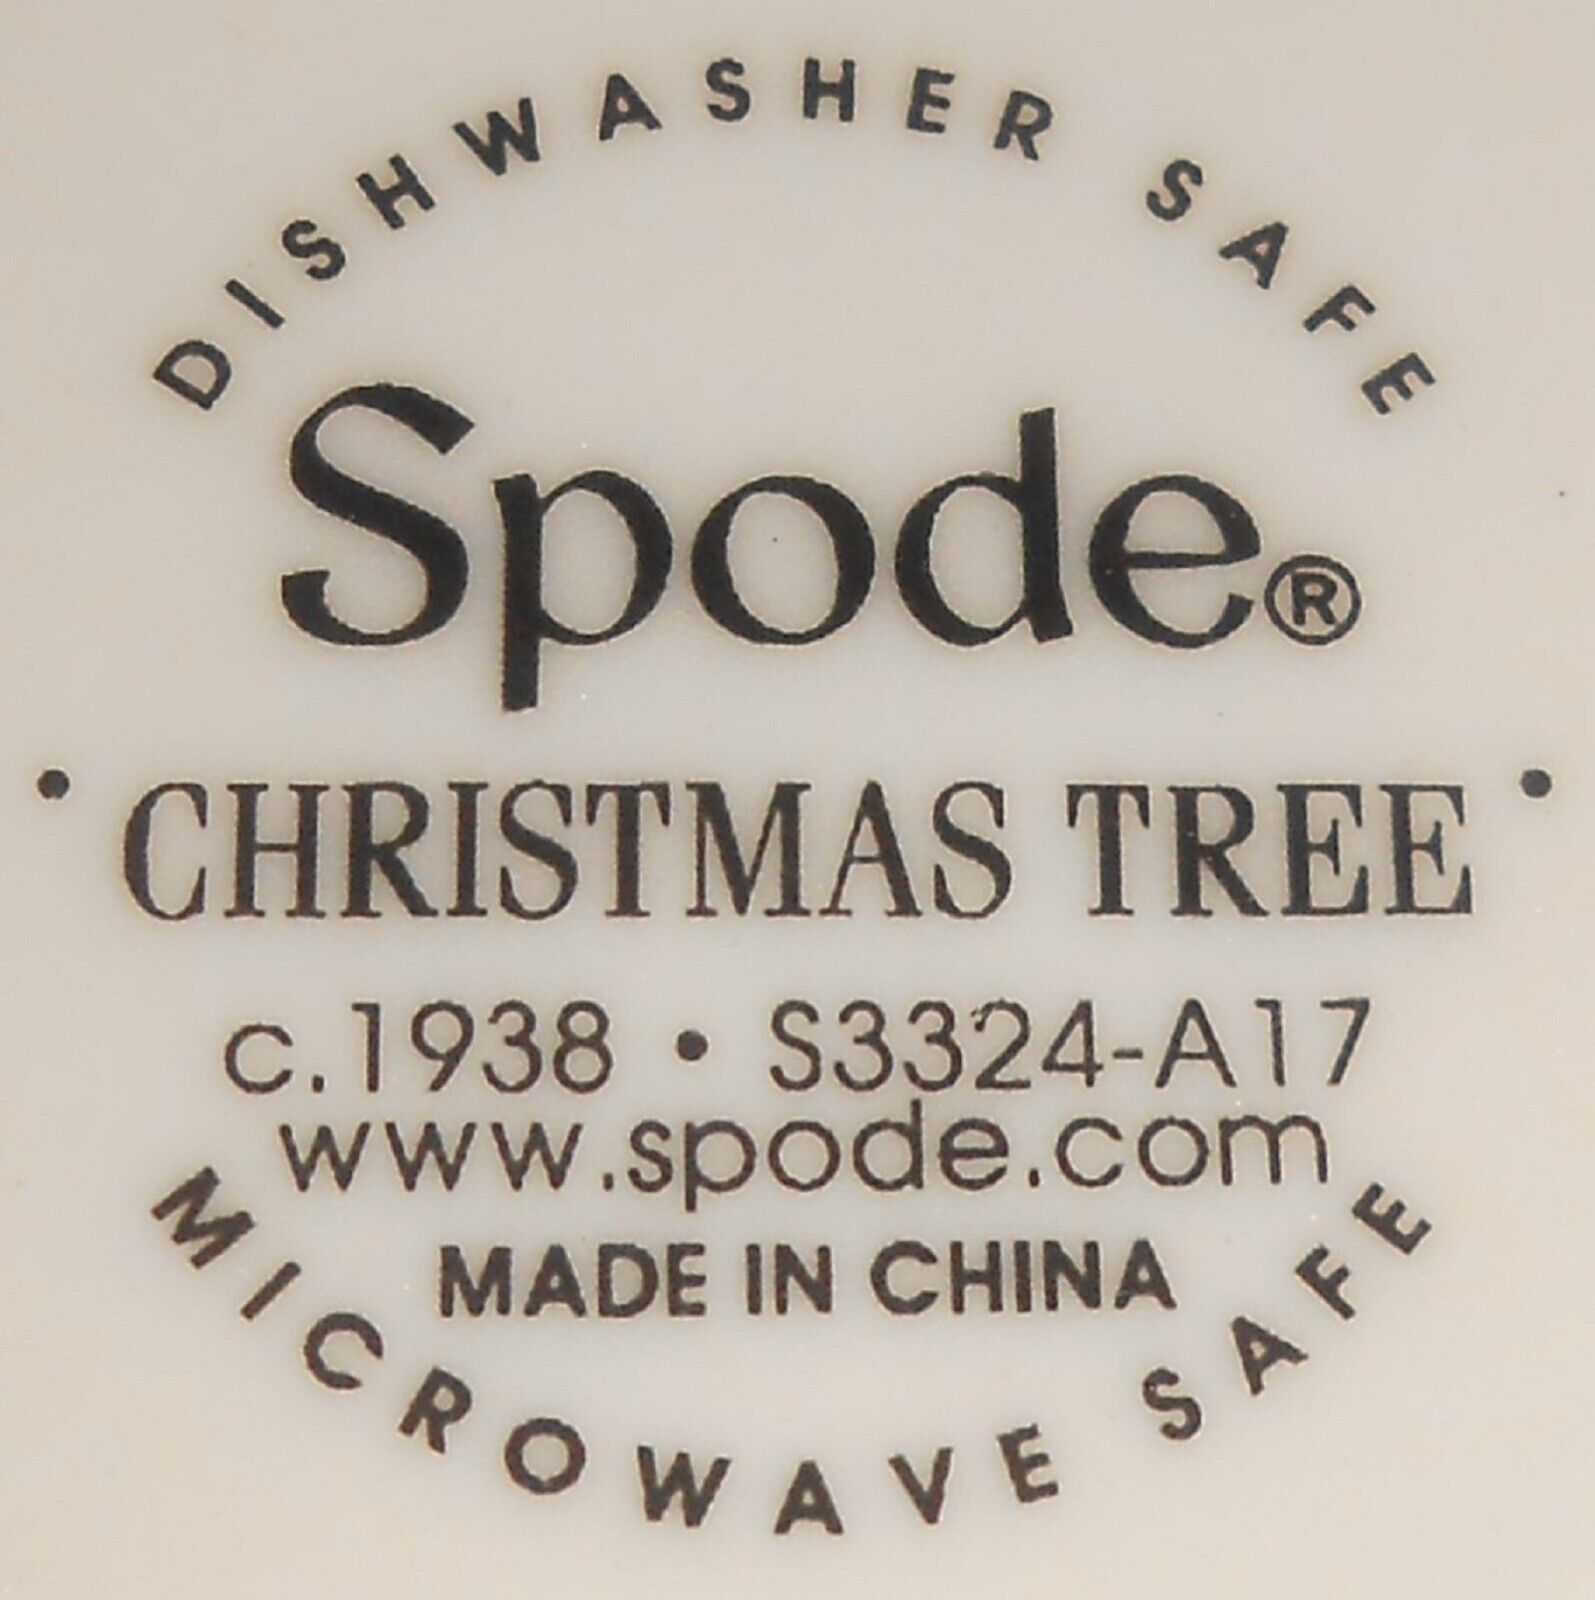 DISHWASHER SAFE
Spode®
• CHRISTMAS TREE •
c.1938 • S3324-A17
www.spode.com
MADE IN CHINA
MICROWAVE SAFE